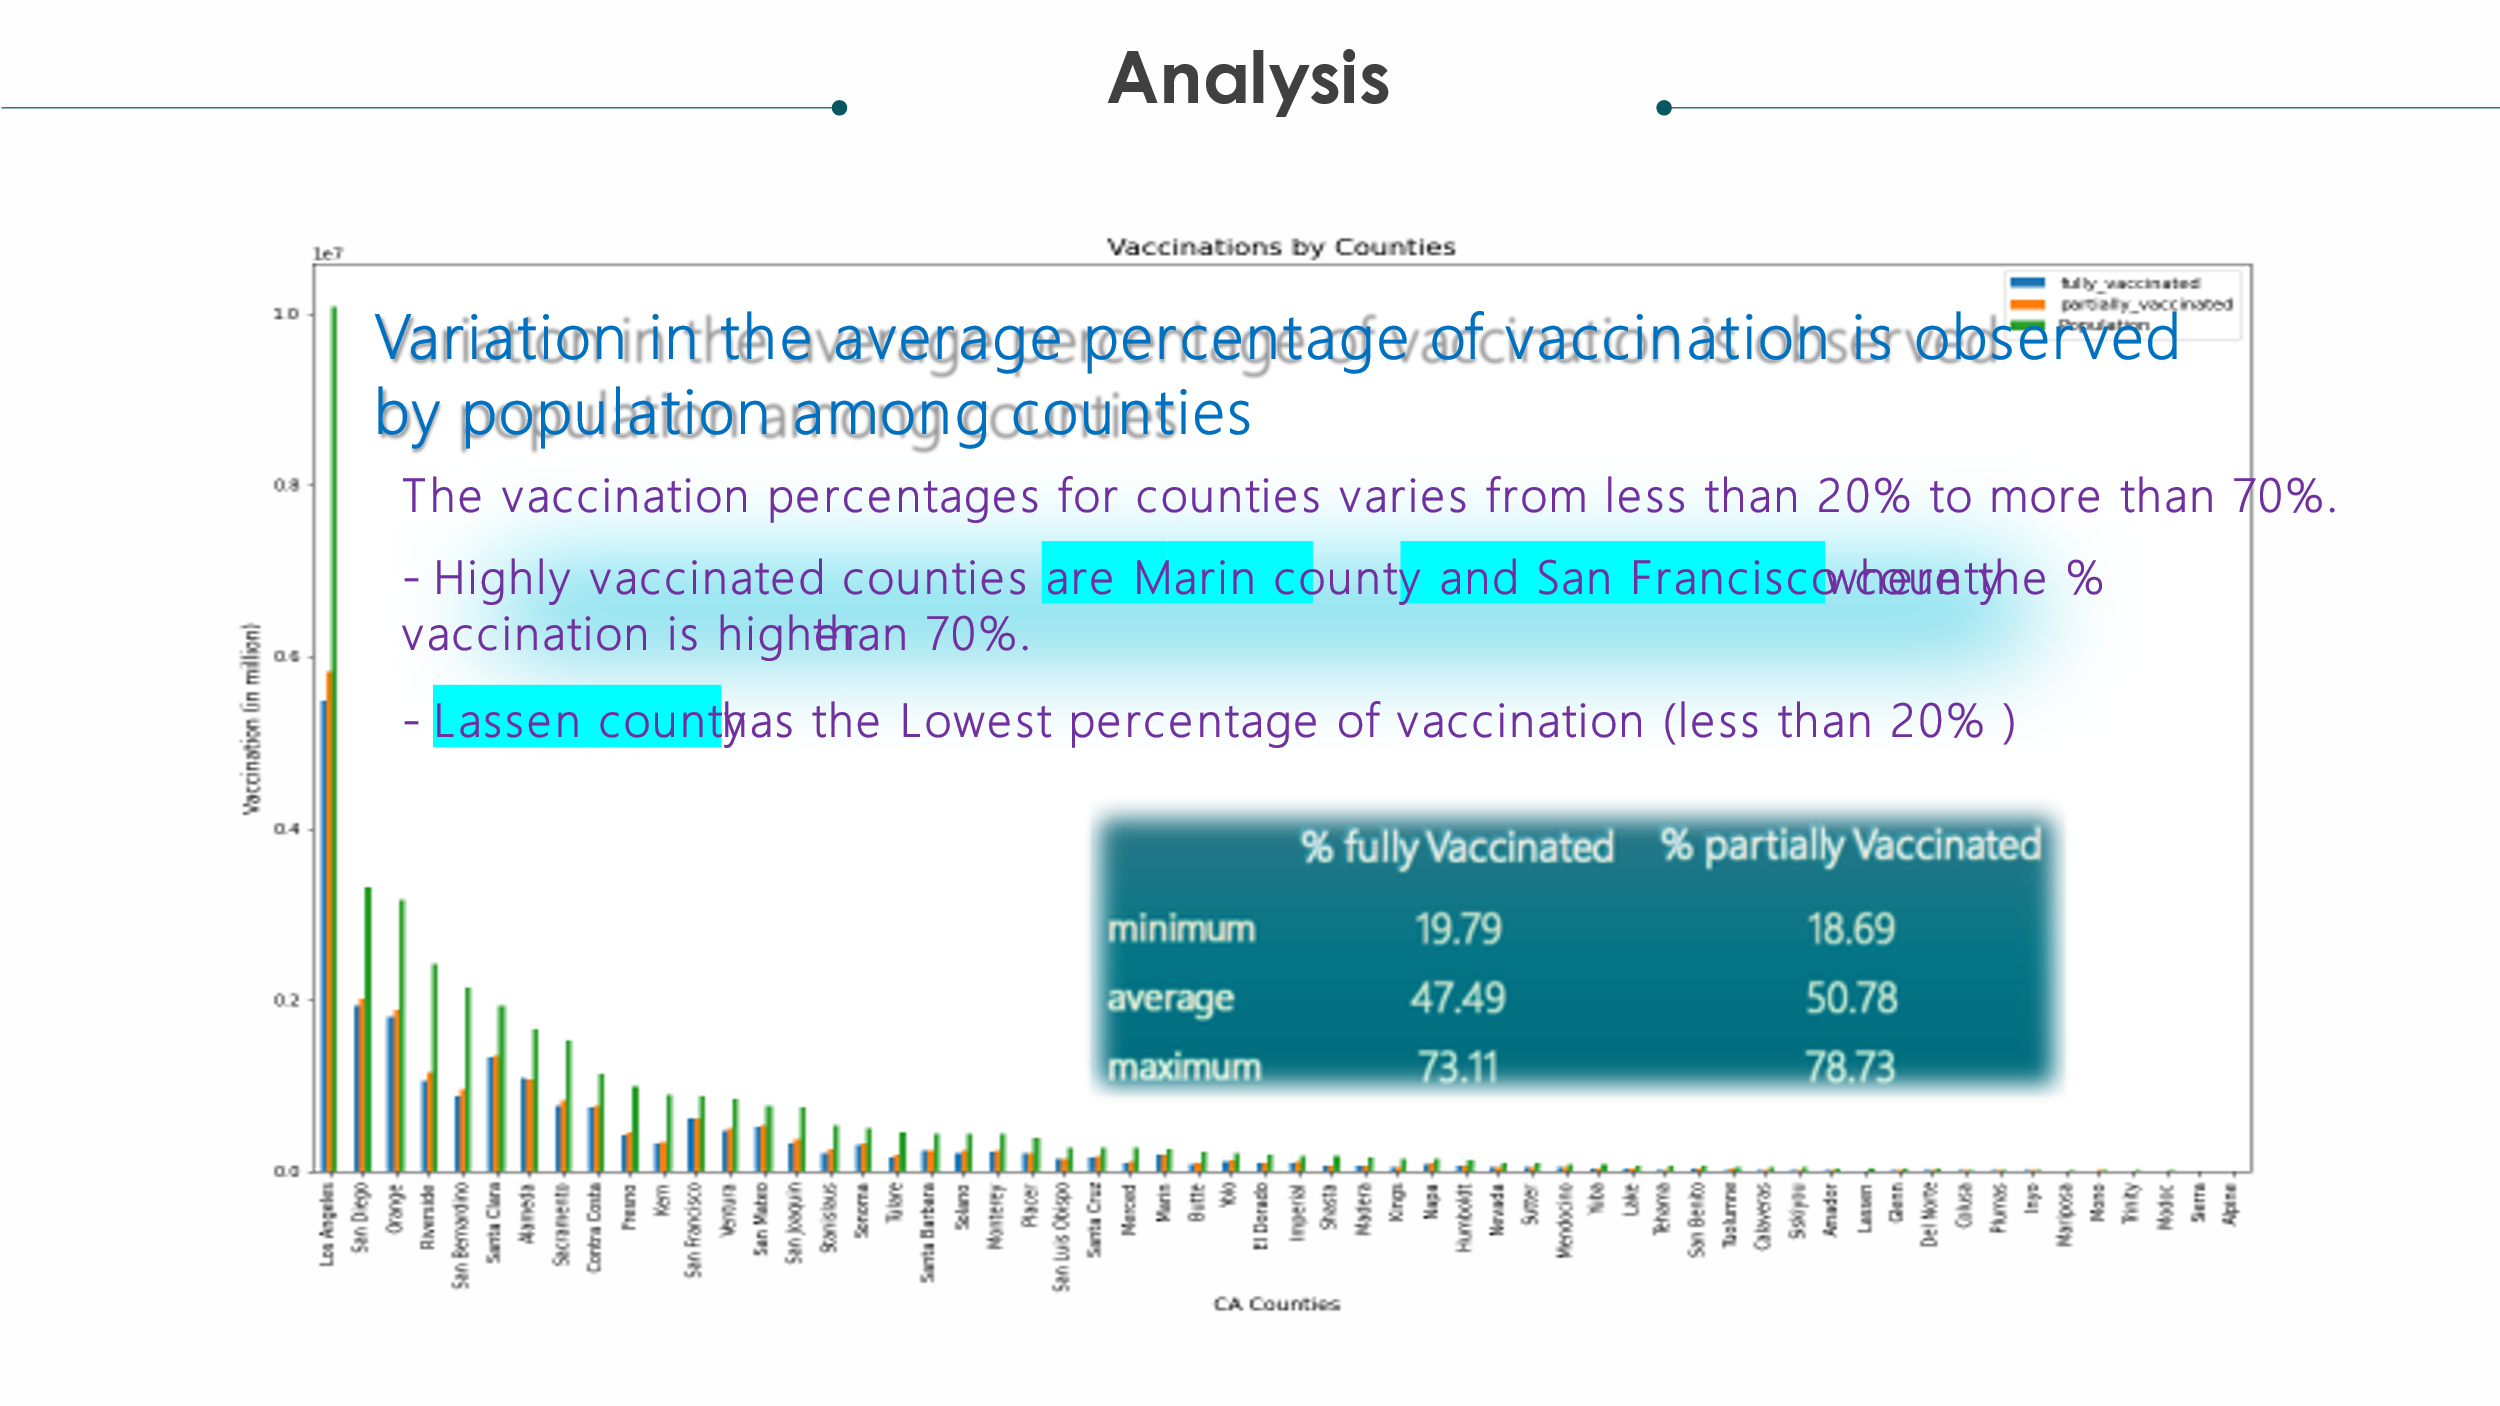 Analysis
Vaccinations by Counties
1e7
fully_vaccinated
partially_vaccinated
Population
Variation in the average percentage of vaccination is observed
by population among counties
The vaccination percentages for counties varies from less than 20% to more than 70%.
- Highly vaccinated counties are Marin county and San Francisco county where the %
vaccination is higher than 70%.
- Lassen county has the Lowest percentage of vaccination (less than 20% )
% fully Vaccinated % partially Vaccinated
minimum 19.79 18.69
average 47.49 50.78
maximum 73.11 78.73
Vaccination (in million)
1.0
0.8
0.6
0.4
0.2
0.0
Los Angeles San Diego Orange Riverside San Bernardino Santa Clara Alameda Sacramento Contra Costa Fresno Kern San Francisco Ventura San Mateo San Joaquin Stanislaus Sonoma Tulare Santa Barbara Solano Monterey Placer San Luis Obispo Santa Cruz Merced Marin Butte Yolo El Dorado Imperial Shasta Madera Kings Napa Humboldt Nevada Sutter Mendocino Yuba Lake Tehama San Benito Tuolumne Calaveras Siskiyou Amador Lassen Glenn Del Norte Colusa Plumas Inyo Mariposa Mono Trinity Modoc Sierra Alpine
CA Counties